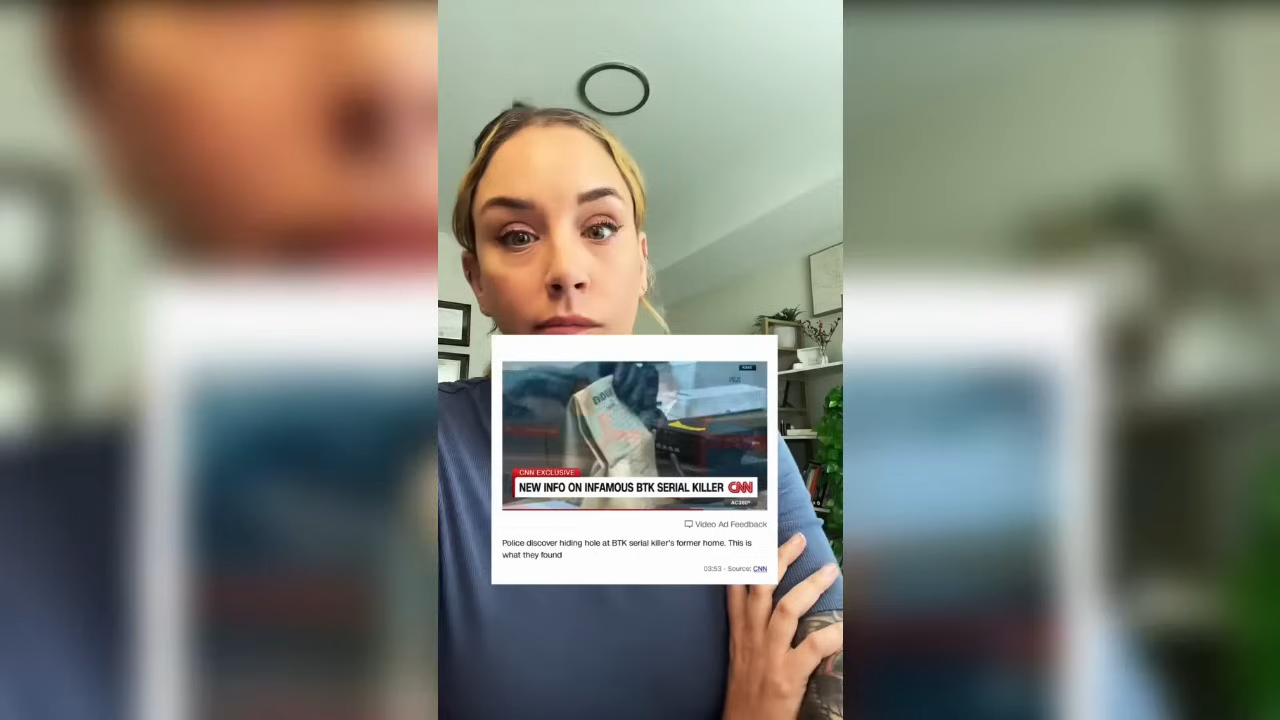 CNN EXCLUSIVE
NEW INFO ON INFAMOUS BTK SERIAL KILLER CNN
AC360°
Video Ad Feedback
Police discover hiding hole at BTK serial killer's former home. This is
what they found
03:53 - Source: CNN